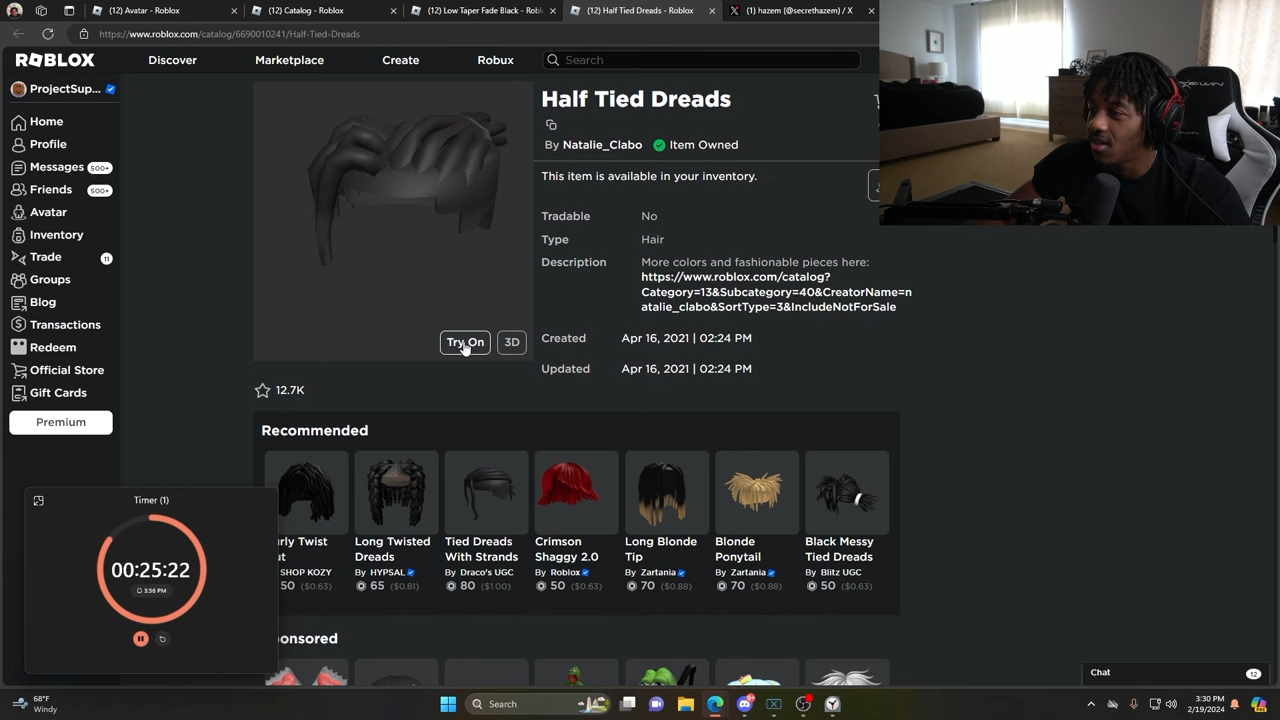 (12) Avatar - Roblox
(12) Catalog - Roblox
(12) Low Taper Fade Black - Robl
(12) Half Tied Dreads - Roblox
(1) hazem (@secrethazem) / X
https://www.roblox.com/catalog/6690010241/Half-Tied-Dreads
ROBLOX
Discover
Marketplace
Create
Robux
Search
ProjectSup...
Home
Profile
Messages 500+
Friends 500+
Avatar
Inventory
Trade 11
Groups
Blog
Transactions
Redeem
Official Store
Gift Cards
Premium
Half Tied Dreads
By Natalie_Clabo Item Owned
This item is available in your inventory.
Tradable No
Type Hair
Description More colors and fashionable pieces here:
https://www.roblox.com/catalog?
Category=13&Subcategory=40&CreatorName=n
atalie_clabo&SortType=3&IncludeNotForSale
Created Apr 16, 2021 | 02:24 PM
Updated Apr 16, 2021 | 02:24 PM
Try On
3D
12.7K
Recommended
urly Twist
ut
SHOP KOZY
50 ($0.63)
Long Twisted
Dreads
By HYPSAL
65 ($0.81)
Tied Dreads
With Strands
By Draco's UGC
80 ($1.00)
Crimson
Shaggy 2.0
By Roblox
50 ($0.63)
Long Blonde
Tip
By Zartania
70 ($0.88)
Blonde
Ponytail
By Zartania
70 ($0.88)
Black Messy
Tied Dreads
By Blitz UGC
50 ($0.63)
onsored
Timer (1)
00:25:22
3:56 PM
Chat 12
68°F
Windy
Search
3:30 PM
2/19/2024